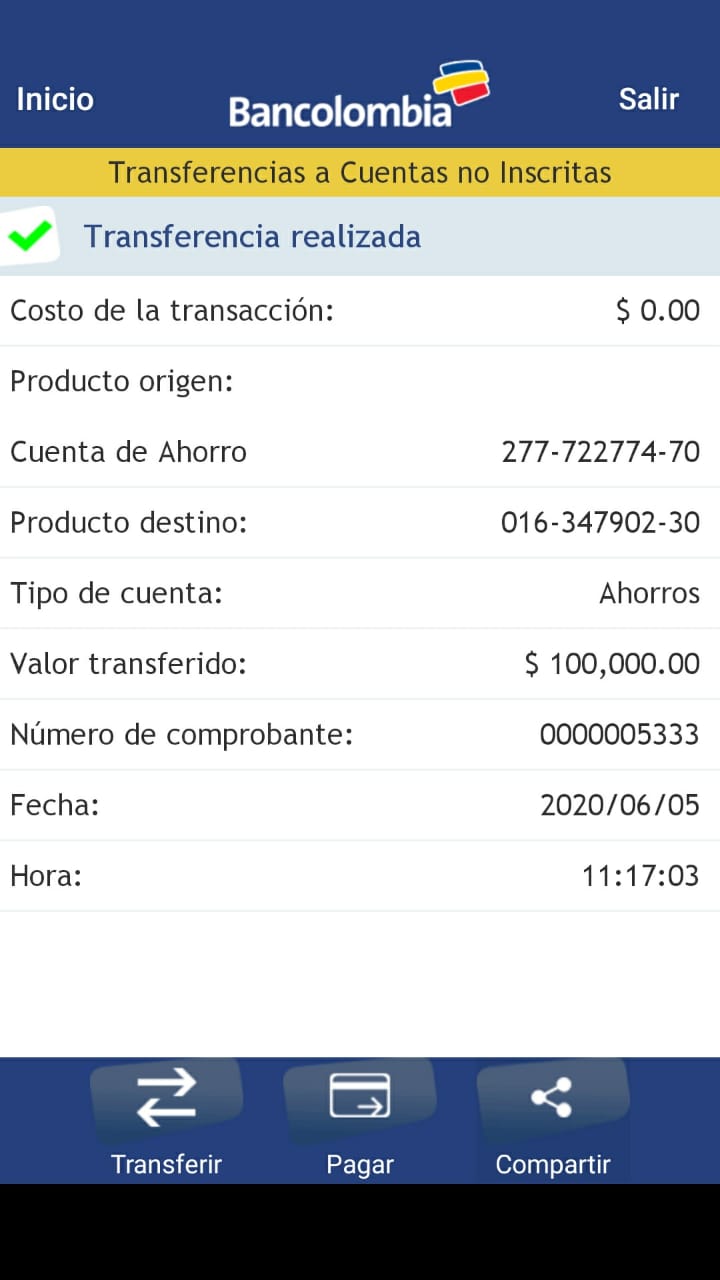 Inicio Bancolombia Salir
Transferencias a Cuentas no Inscritas
Transferencia realizada
Costo de la transacción: $ 0.00
Producto origen:
Cuenta de Ahorro 277-722774-70
Producto destino: 016-347902-30
Tipo de cuenta: Ahorros
Valor transferido: $ 100,000.00
Número de comprobante: 0000005333
Fecha: 2020/06/05
Hora: 11:17:03
Transferir Pagar Compartir